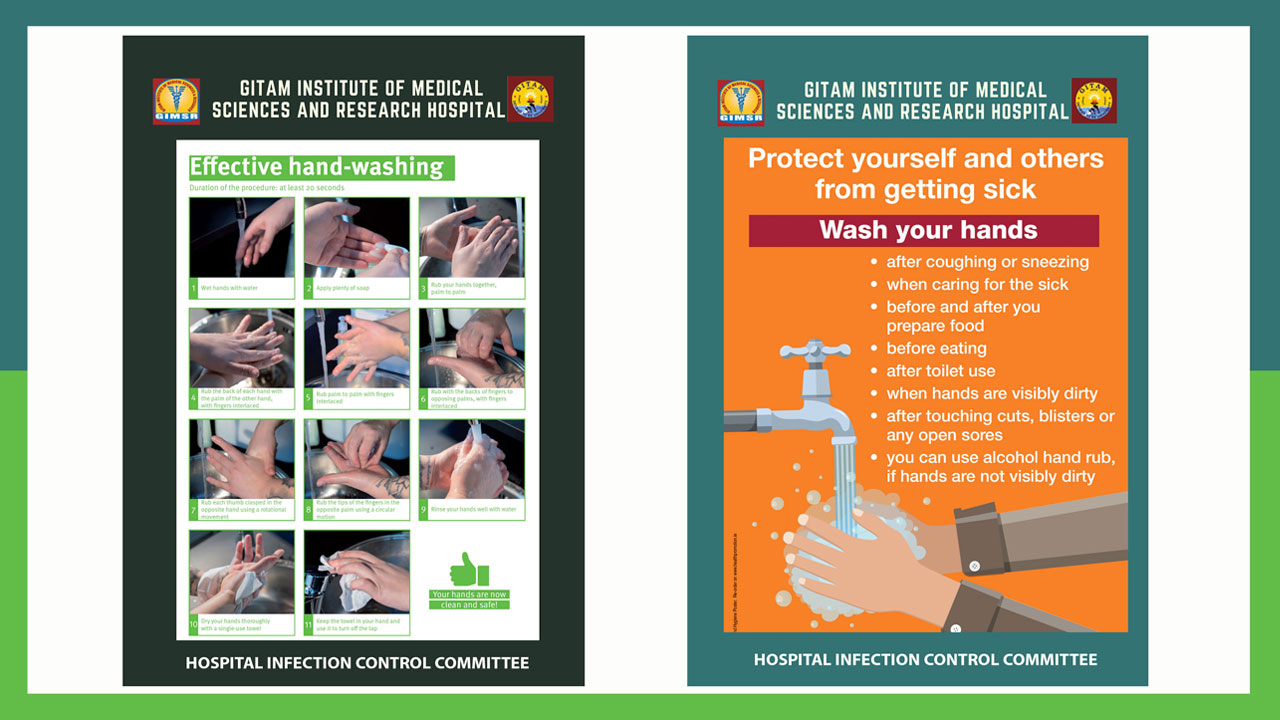 GITAM INSTITUTE OF MEDICAL
SCIENCES AND RESEARCH HOSPITAL
GIMSR
GITAM
Effective hand-washing
Duration of the procedure: at least 20 seconds
1 Wet hands with water
2 Apply plenty of soap
3 Rub your hands together,
palm to palm
4 Rub the back of each hand with
the palm of the other hand,
with fingers interlaced
5 Rub palm to palm with fingers
interlaced
6 Rub with the backs of fingers to
opposing palms, with fingers
interlaced
7 Rub each thumb clasped in the
opposite hand using a rotational
movement
8 Rub the tips of the fingers in the
opposite palm using a circular
motion
9 Rinse your hands well with water
10 Dry your hands thoroughly
with a single-use towel
11 Keep the towel in your hand and
use it to turn off the tap
Your hands are now
clean and safe!
HOSPITAL INFECTION CONTROL COMMITTEE
GITAM INSTITUTE OF MEDICAL
SCIENCES AND RESEARCH HOSPITAL
GIMSR
GITAM
Protect yourself and others
from getting sick
Wash your hands
• after coughing or sneezing
• when caring for the sick
• before and after you
prepare food
• before eating
• after toilet use
• when hands are visibly dirty
• after touching cuts, blisters or
any open sores
• you can use alcohol hand rub,
if hands are not visibly dirty
HOSPITAL INFECTION CONTROL COMMITTEE